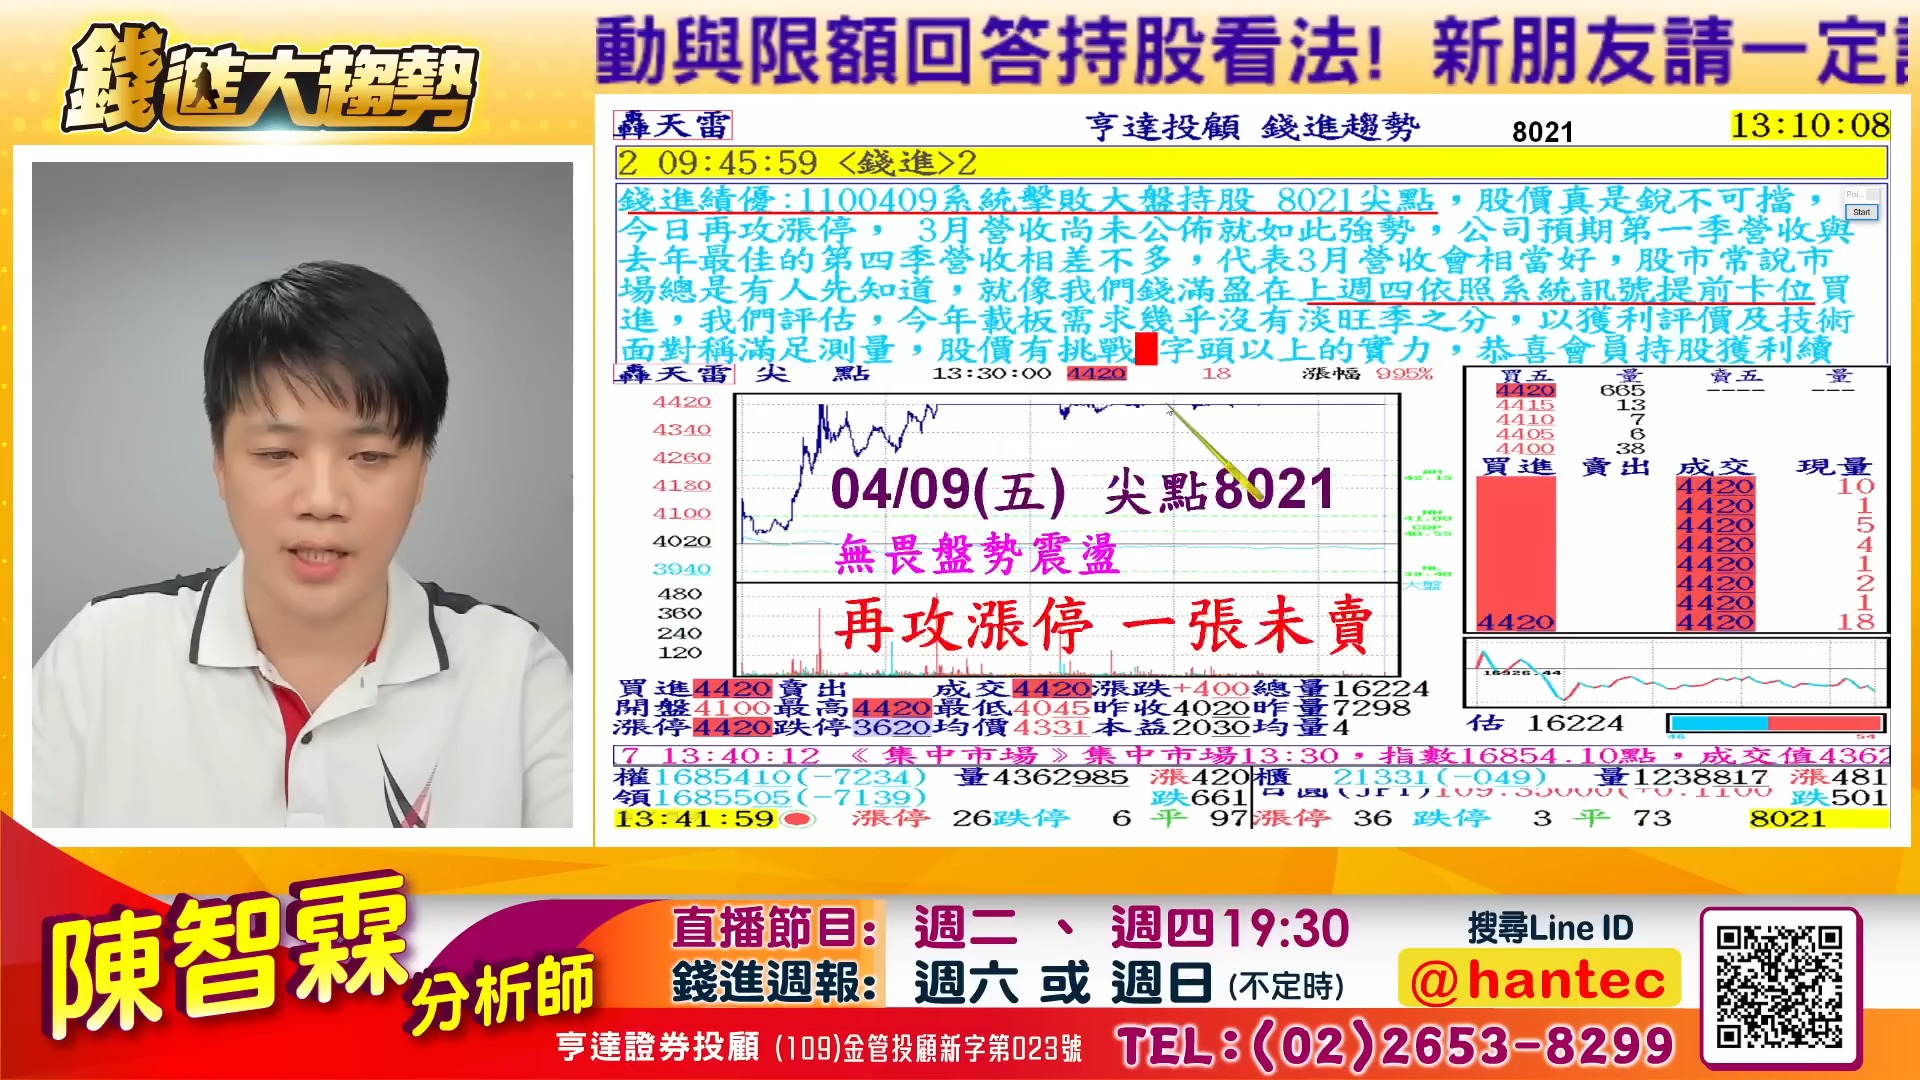 錢進大趨勢
動與限額回答持股看法! 新朋友請一定
轟天雷 亨達投顧 錢進趨勢 8021 13:10:08
2 09:45:59 <錢進>2
錢進績優:1100409系統擊敗大盤持股 8021尖點，股價真是銳不可擋，
今日再攻漲停， 3月營收尚未公佈就如此強勢，公司預期第一季營收與
去年最佳的第四季營收相差不多，代表3月營收會相當好，股市常說市
場總是有人先知道，就像我們錢滿盈在上週四依照系統訊號提前卡位買
進，我們評估，今年載板需求幾乎沒有淡旺季之分，以獲利評價及技術
面對稱滿足測量，股價有挑戰 字頭以上的實力，恭喜會員持股獲利續
Start
轟天雷 尖 點 13:30:00 4420 18 漲幅 995%
買五 量 賣五 量
4420 665 ---- ---
4415 13
4410 7
4405 6
4400 38
買進 賣出 成交 現量
4420 10
4420 1
4420 5
4420 4
4420 1
4420 2
4420 1
4420 4420 18
4420
4340
4260
4180
4100
4020
3940
480
360
240
120
04/09(五) 尖點8021
無畏盤勢震盪
再攻漲停 一張未賣
大盤
16926.44
估 16224
46 54
買進4420賣出 成交4420漲跌+400總量16224
開盤4100最高4420最低4045昨收4020昨量7298
漲停4420跌停3620均價4331本益2030均量4
7 13:40:12 《集中市場》集中市場13:30，指數16854.10點，成交值4362
權1685410(-7234) 量4362985 漲420 櫃 21331(-049) 量1238817 漲481
領1685505(-7139) 跌661 跌501
13:41:59 漲停 26跌停 6 平 97 漲停 36 跌停 3 平 73 8021
陳智霖 分析師
直播節目: 週二 、 週四19:30
錢進週報: 週六 或 週日 (不定時)
搜尋Line ID
@hantec
亨達證券投顧 (109)金管投顧新字第023號 TEL:(02)2653-8299